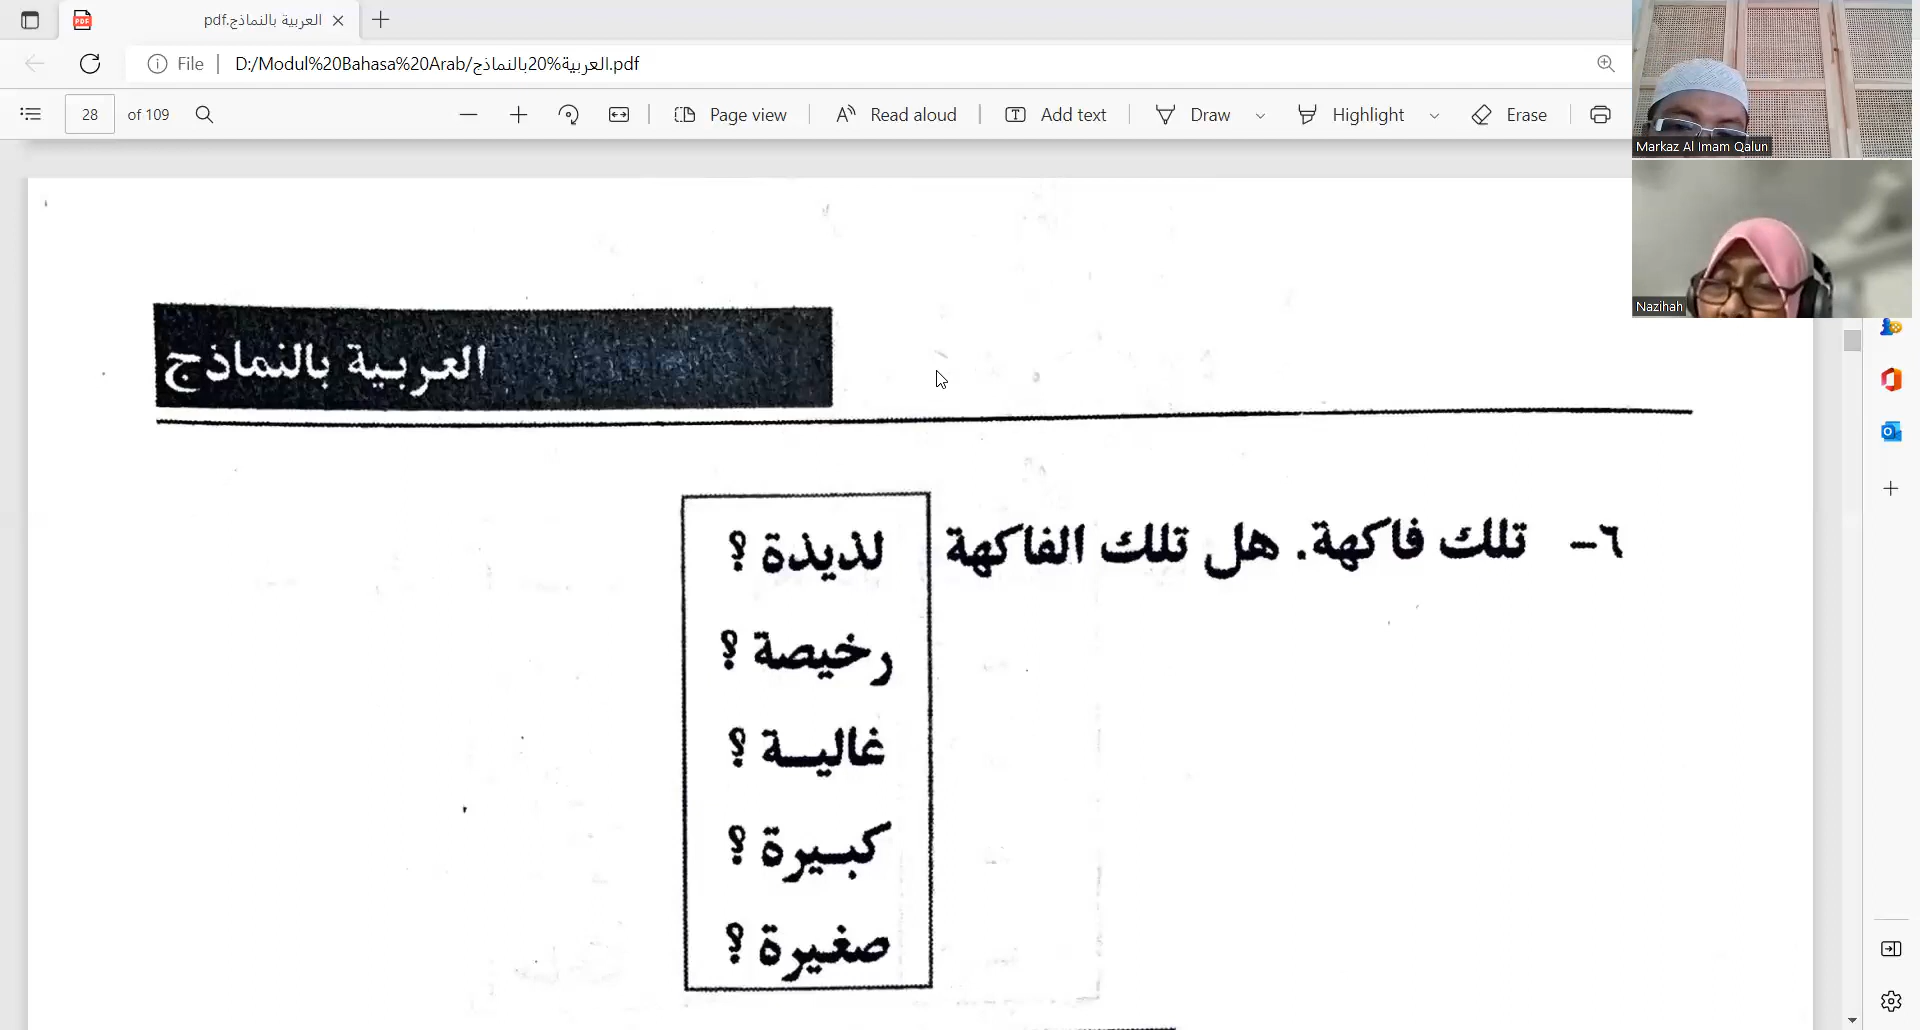 العربية بالنماذج.pdf
File D:/Modul%20Bahasa%20Arab/العربية%20بالنماذج.pdf
28 of 109 Page view Read aloud Add text Draw Highlight Erase
Markaz Al Imam Qalun
Nazihah
العربية بالنماذج
٦- تلك فاكهة. هل تلك الفاكهة لذيذة ؟
رخيصة ؟
غاليـة ؟
كبـيرة ؟
صغيرة ؟